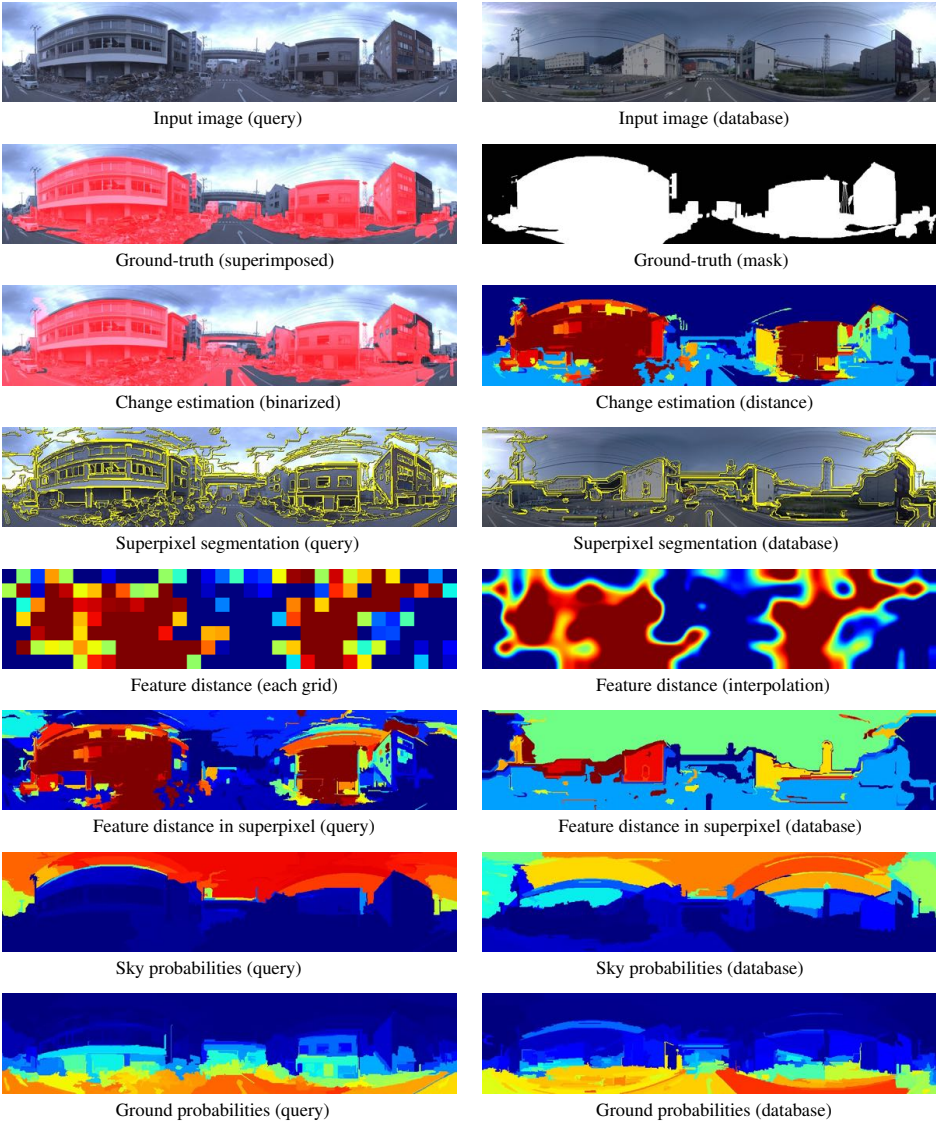 Input image (query)
Input image (database)
Ground-truth (superimposed)
Ground-truth (mask)
Change estimation (binarized)
Change estimation (distance)
Superpixel segmentation (query)
Superpixel segmentation (database)
Feature distance (each grid)
Feature distance (interpolation)
Feature distance in superpixel (query)
Feature distance in superpixel (database)
Sky probabilities (query)
Sky probabilities (database)
Ground probabilities (query)
Ground probabilities (database)